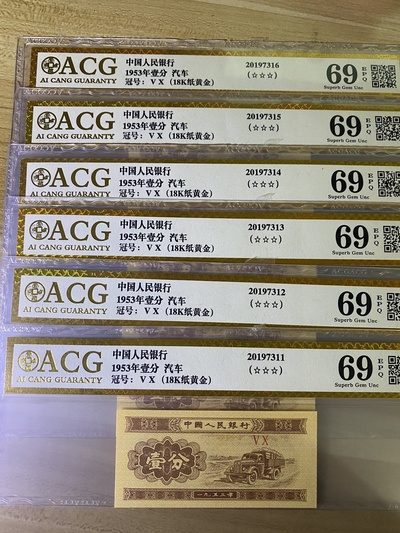 ACG
AI CANG GUARANTY
中国人民银行
1953年壹分 汽车
冠号：V X（18K纸黄金）
20197316
(☆☆☆)
69
EPQ
Superb Gem Unc
ACG
AI CANG GUARANTY
中国人民银行
1953年壹分 汽车
冠号：V X（18K纸黄金）
20197315
(☆☆☆)
69
EPQ
Superb Gem Unc
ACG
AI CANG GUARANTY
中国人民银行
1953年壹分 汽车
冠号：V X（18K纸黄金）
20197314
(☆☆☆)
69
EPQ
Superb Gem Unc
ACG
AI CANG GUARANTY
中国人民银行
1953年壹分 汽车
冠号：V X（18K纸黄金）
20197313
(☆☆☆)
69
EPQ
Superb Gem Unc
ACG
AI CANG GUARANTY
中国人民银行
1953年壹分 汽车
冠号：V X（18K纸黄金）
20197312
(☆☆☆)
69
EPQ
Superb Gem Unc
ACG
AI CANG GUARANTY
中国人民银行
1953年壹分 汽车
冠号：V X（18K纸黄金）
20197311
(☆☆☆)
69
EPQ
Superb Gem Unc
中國人民銀行
V X
壹分
一九五三年